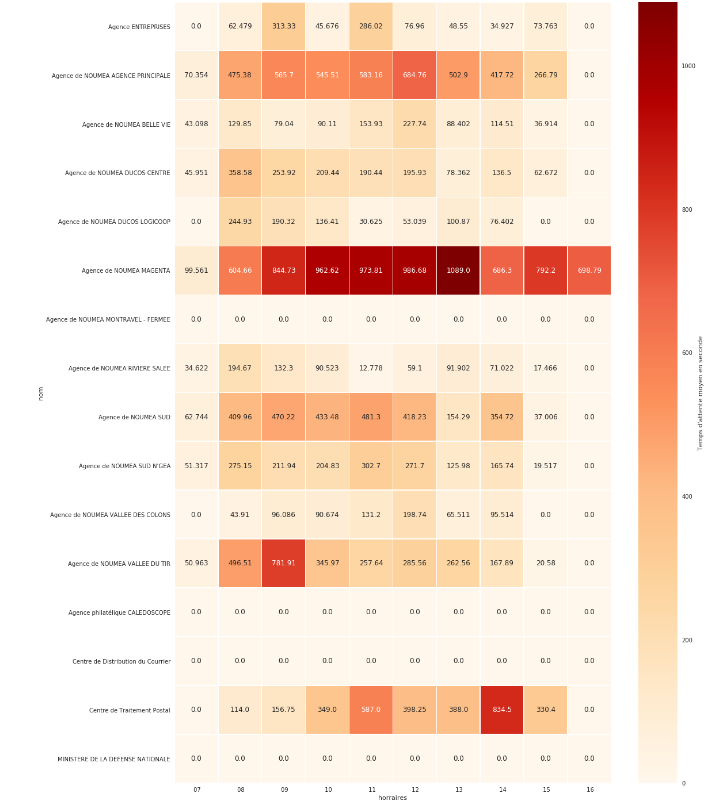 Agence ENTREPRISES 0.0 62.479 313.33 45.676 286.02 76.96 48.55 34.927 73.763 0.0
Agence de NOUMEA AGENCE PRINCIPALE 70.354 475.38 565.7 545.51 583.16 684.76 502.9 417.72 266.79 0.0
Agence de NOUMEA BELLE VIE 43.098 129.85 79.04 90.11 153.93 227.74 88.402 114.51 36.914 0.0
Agence de NOUMEA DUCOS CENTRE 45.951 358.58 253.92 209.44 190.44 195.93 78.362 136.5 62.672 0.0
Agence de NOUMEA DUCOS LOGICOOP 0.0 244.93 190.32 136.41 30.625 53.039 100.87 76.402 0.0 0.0
Agence de NOUMEA MAGENTA 99.561 604.66 844.73 962.62 973.81 986.68 1089.0 686.3 792.2 698.79
Agence de NOUMEA MONTRAVEL - FERMEE 0.0 0.0 0.0 0.0 0.0 0.0 0.0 0.0 0.0 0.0
Agence de NOUMEA RIVIERE SALEE 34.622 194.67 132.3 90.523 12.778 59.1 91.902 71.022 17.466 0.0
Agence de NOUMEA SUD 62.744 409.96 470.22 433.48 481.3 418.23 154.29 354.72 37.006 0.0
Agence de NOUMEA SUD N'GEA 51.317 275.15 211.94 204.83 302.7 271.7 125.98 165.74 19.517 0.0
Agence de NOUMEA VALLEE DES COLONS 0.0 43.91 96.086 90.674 131.2 198.74 65.511 95.514 0.0 0.0
Agence de NOUMEA VALLEE DU TIR 50.963 496.51 781.91 345.97 257.64 285.56 262.56 167.89 20.58 0.0
Agence philatélique CALEDOSCOPE 0.0 0.0 0.0 0.0 0.0 0.0 0.0 0.0 0.0 0.0
Centre de Distribution du Courrier 0.0 0.0 0.0 0.0 0.0 0.0 0.0 0.0 0.0 0.0
Centre de Traitement Postal 0.0 114.0 156.75 349.0 587.0 398.25 388.0 834.5 330.4 0.0
MINISTERE DE LA DEFENSE NATIONALE 0.0 0.0 0.0 0.0 0.0 0.0 0.0 0.0 0.0 0.0
07 08 09 10 11 12 13 14 15 16
horraires
nom
1000
800
600
400
200
0
Temps d'attente moyen en seconde